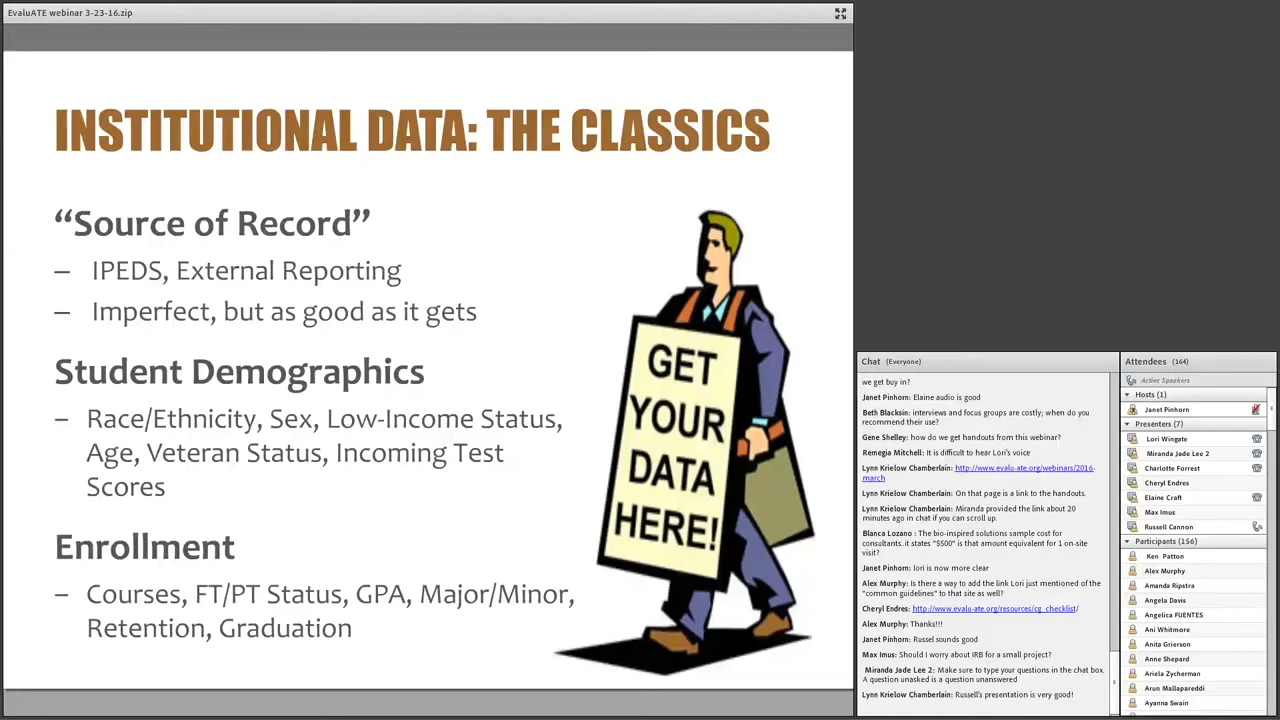 EvaluATE webinar 3-23-16.zip
INSTITUTIONAL DATA: THE CLASSICS
“Source of Record”
– IPEDS, External Reporting
– Imperfect, but as good as it gets
Student Demographics
– Race/Ethnicity, Sex, Low-Income Status,
Age, Veteran Status, Incoming Test
Scores
Enrollment
– Courses, FT/PT Status, GPA, Major/Minor,
Retention, Graduation
GET
YOUR
DATA
HERE!
Chat (Everyone)
we get buy in?
Janet Pinhorn: Elaine audio is good
Beth Blacksin: interviews and focus groups are costly; when do you
recommend their use?
Gene Shelley: how do we get handouts from this webinar?
Remegia Mitchell: It is difficult to hear Lori's voice
Lynn Krielow Chamberlain: http://www.evalu-ate.org/webinars/2016-
march
Lynn Krielow Chamberlain: On that page is a link to the handouts.
Lynn Krielow Chamberlain: Miranda provided the link about 20
minutes ago in chat if you can scroll up.
Blanca Lozano : The bio-inspired solutions sample cost for
consultants..it states "$500" is that amount equivalent for 1 on-site
visit?
Janet Pinhorn: lori is now more clear
Alex Murphy: Is there a way to add the link Lori just mentioned of the
"common guidelines" to that site as well?
Cheryl Endres: http://www.evalu-ate.org/resources/cg_checklist/
Alex Murphy: Thanks!!!
Janet Pinhorn: Russel sounds good
Max Imus: Should I worry about IRB for a small project?
Miranda Jade Lee 2: Make sure to type your questions in the chat box.
A question unasked is a question unanswered
Lynn Krielow Chamberlain: Russell's presentation is very good!
Attendees (164)
Active Speakers
Hosts (1)
Janet Pinhorn
Presenters (7)
Lori Wingate
Miranda Jade Lee 2
Charlotte Forrest
Cheryl Endres
Elaine Craft
Max Imus
Russell Cannon
Participants (156)
Ken Patton
Alex Murphy
Amanda Ripstra
Angela Davis
Angelica FUENTES
Ani Whitmore
Anita Grierson
Anne Shepard
Ariela Zycherman
Arun Mallapareddi
Ayanna Swain